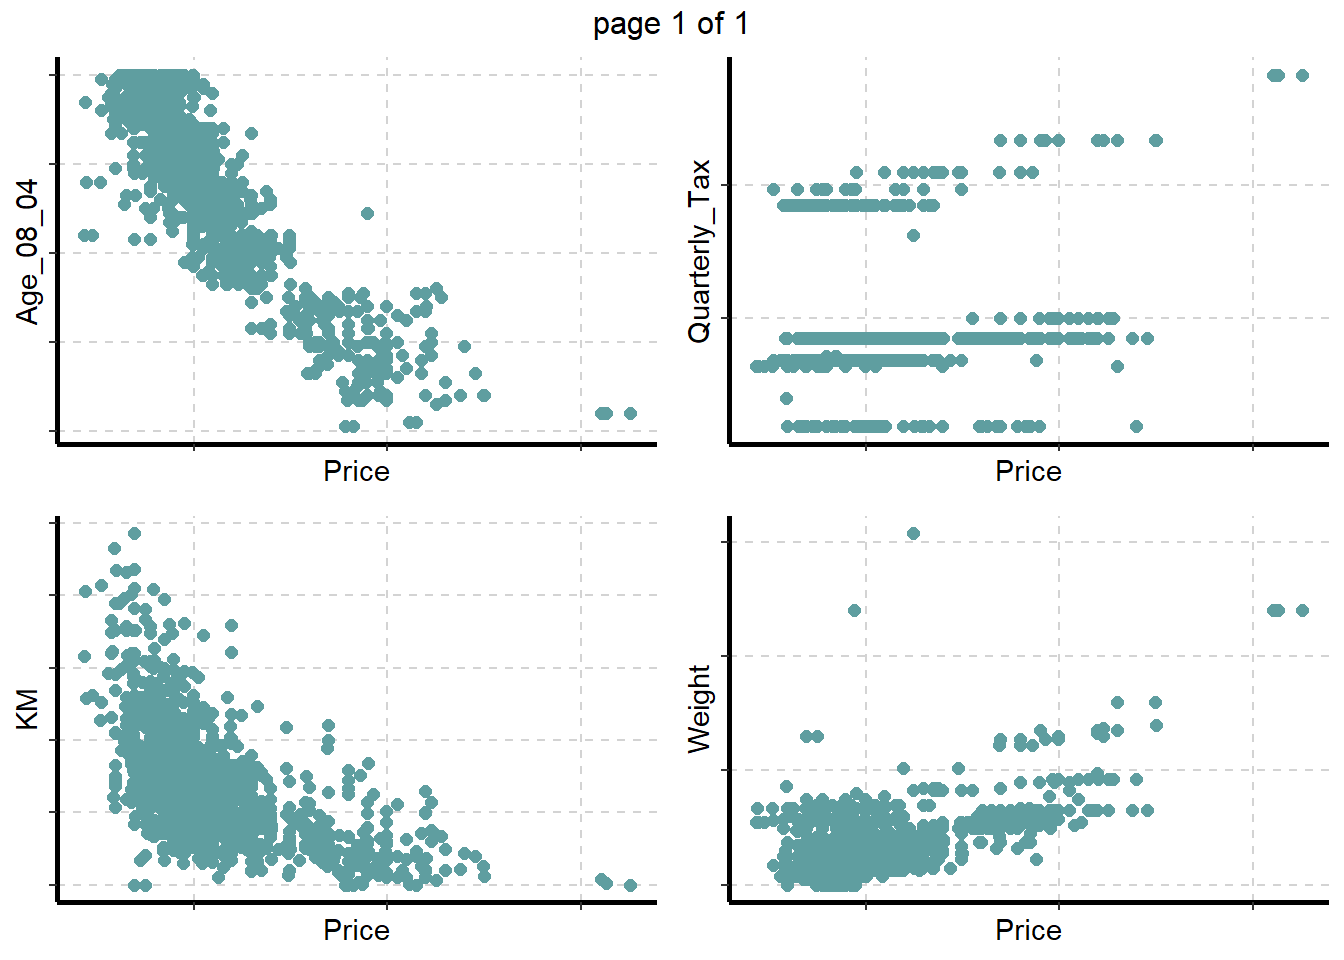 page 1 of 1
Age_08_04
Price
Quarterly_Tax
Price
KM
Price
Weight
Price